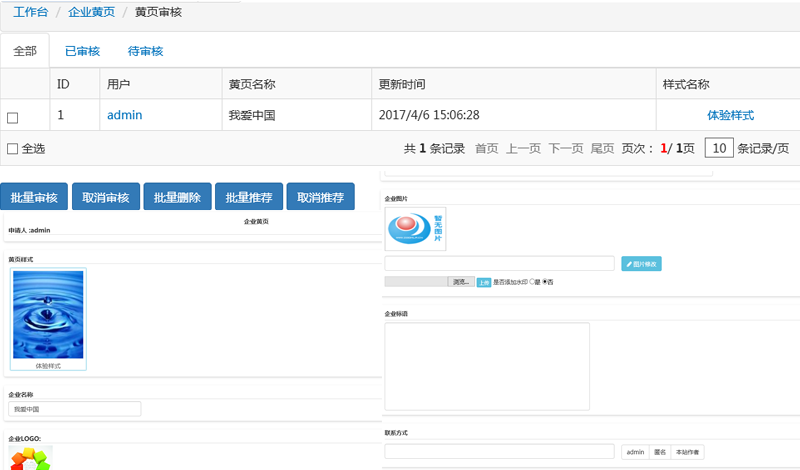 工作台 / 企业黄页 / 黄页审核
全部 已审核 待审核
ID 用户 黄页名称 更新时间 样式名称
1 admin 我爱中国 2017/4/6 15:06:28 体验样式
全选 共 1 条记录 首页 上一页 下一页 尾页 页次：1/ 1页 10 条记录/页
批量审核 取消审核 批量删除 批量推荐 取消推荐
企业黄页
申请人 :admin
黄页样式
体验样式
企业名称
我爱中国
企业LOGO:
企业图片
暂无图片
图片修改
浏览... 上传 是否添加水印 是 否
企业标语
联系方式
admin 匿名 本站作者